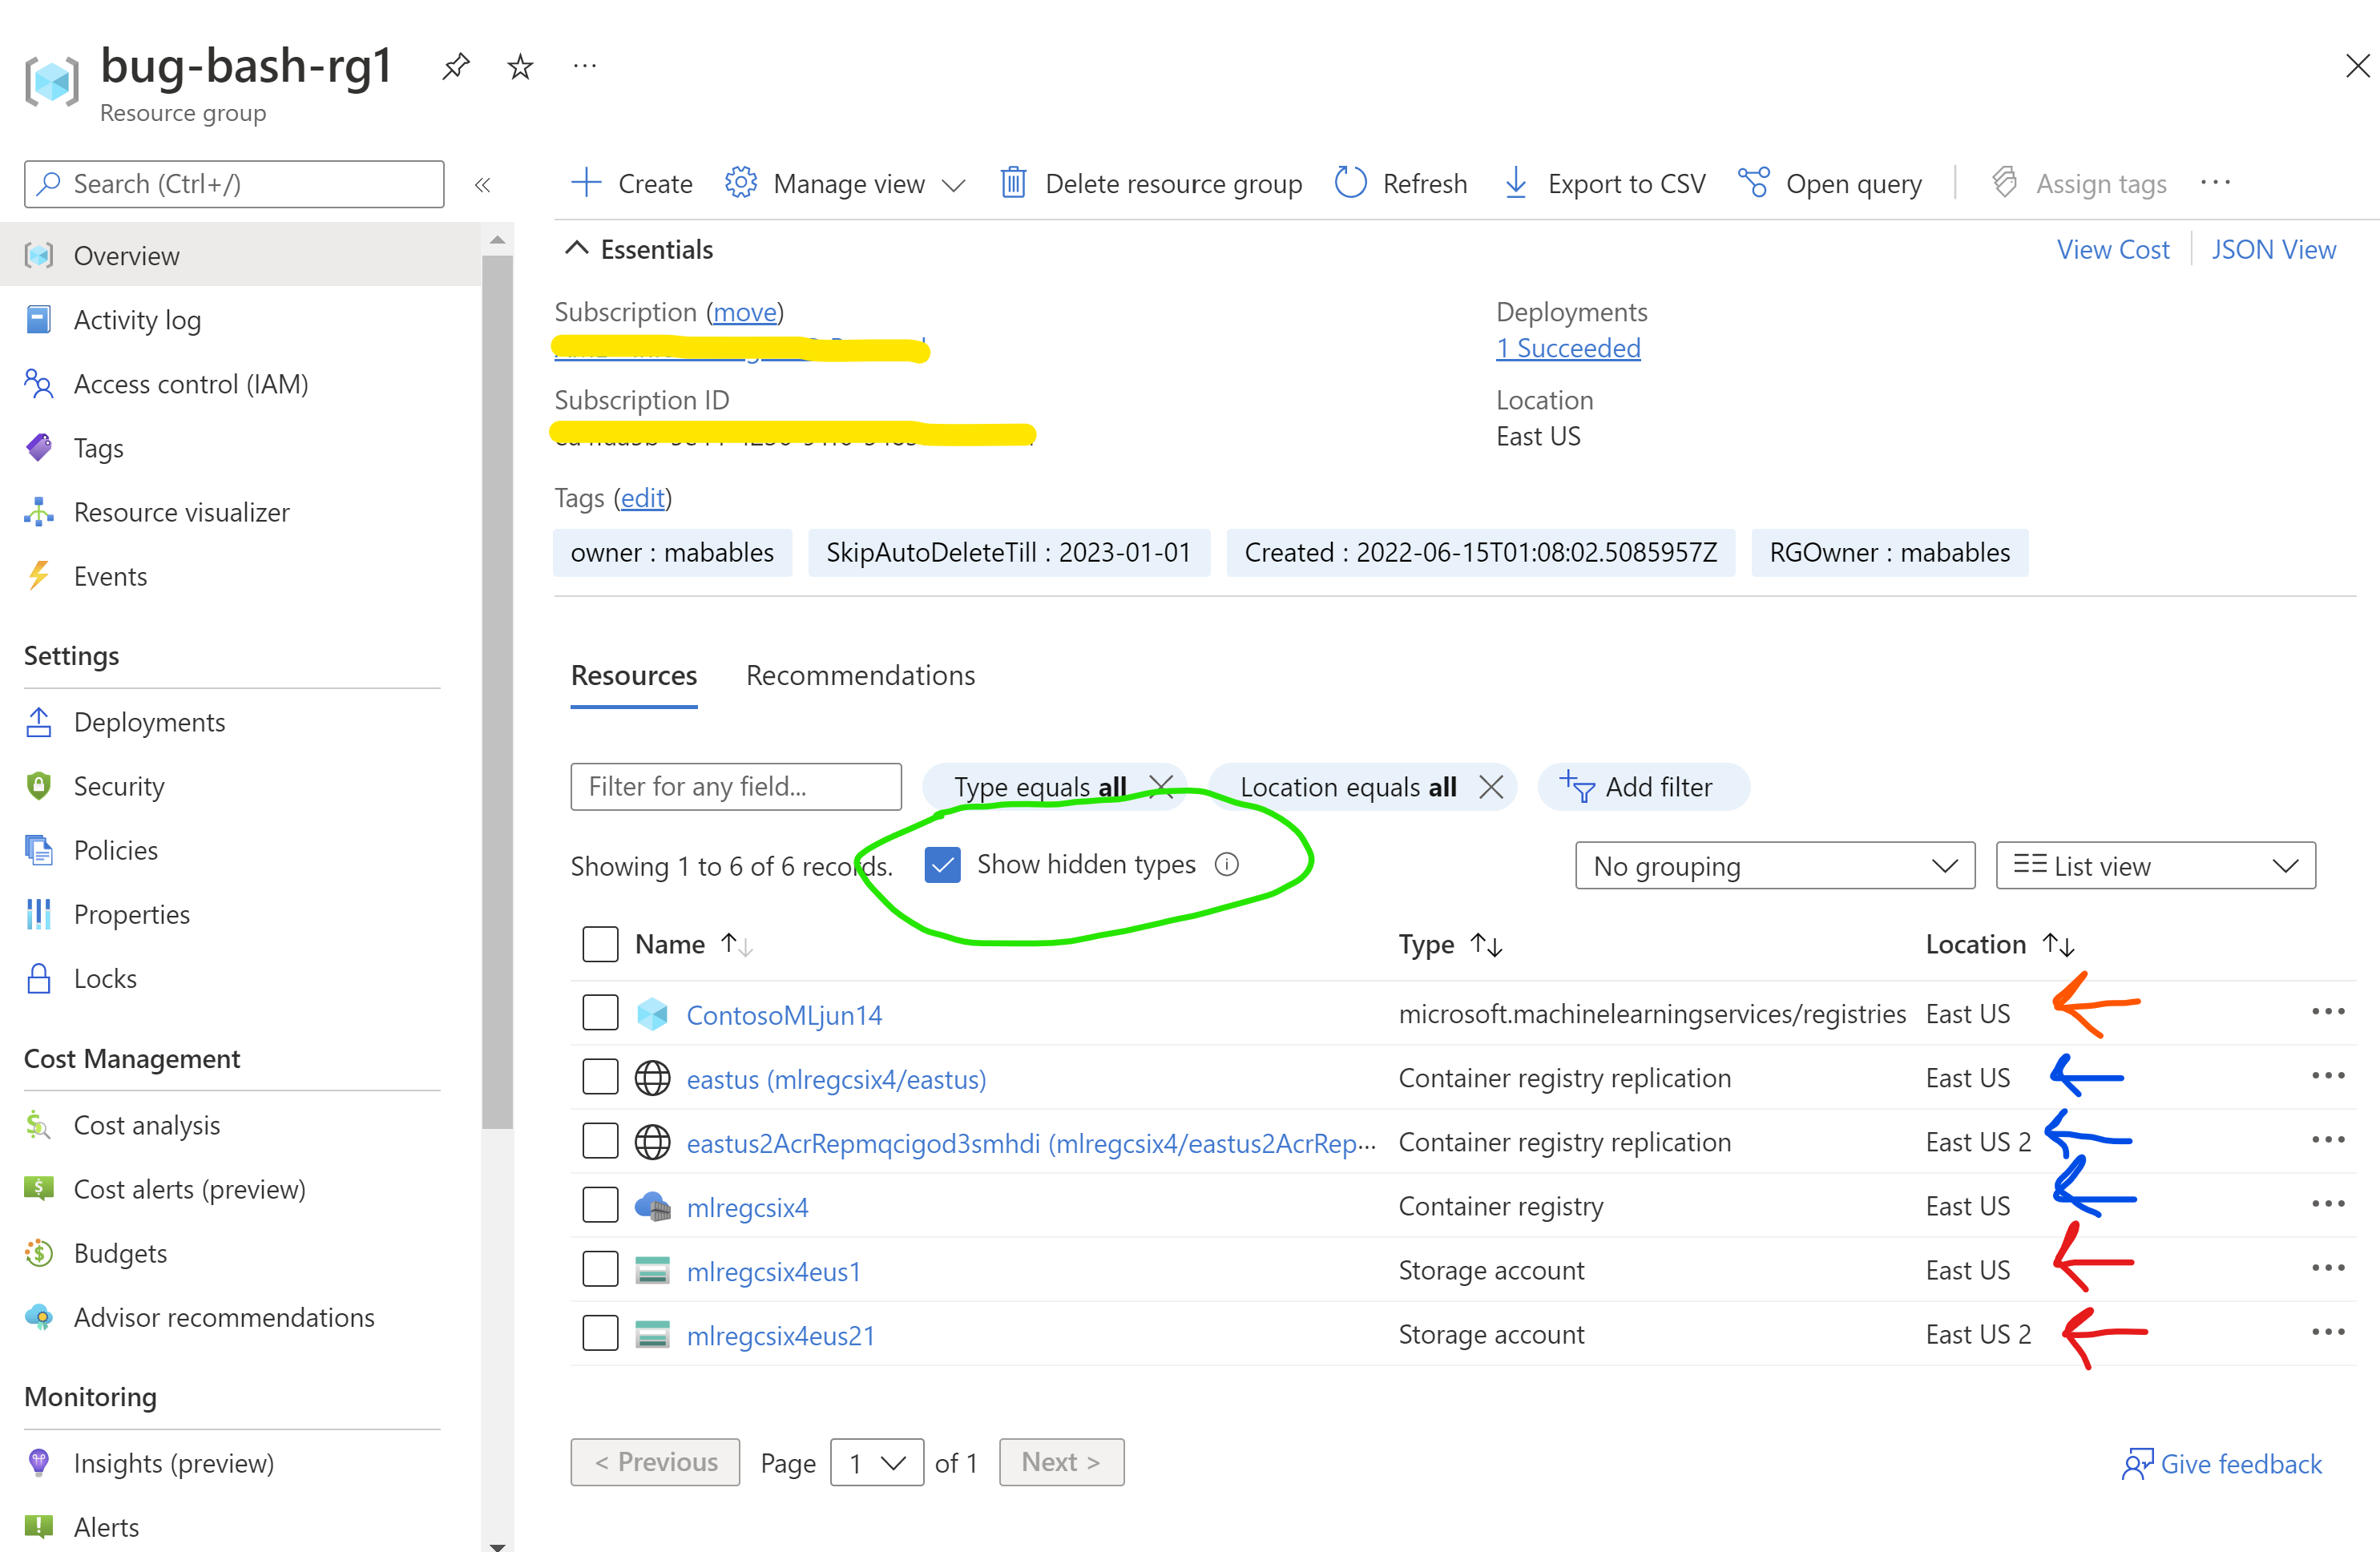 bug-bash-rg1
Resource group
Search (Ctrl+/)
Overview
Activity log
Access control (IAM)
Tags
Resource visualizer
Events
Settings
Deployments
Security
Policies
Properties
Locks
Cost Management
Cost analysis
Cost alerts (preview)
Budgets
Advisor recommendations
Monitoring
Insights (preview)
Alerts
Create Manage view Delete resource group Refresh Export to CSV Open query Assign tags
Essentials View Cost JSON View
Subscription (move) Deployments
1 Succeeded
Subscription ID Location
East US
Tags (edit)
owner : mabables SkipAutoDeleteTill : 2023-01-01 Created : 2022-06-15T01:08:02.5085957Z RGOwner : mabables
Resources Recommendations
Filter for any field... Type equals all Location equals all Add filter
Showing 1 to 6 of 6 records. Show hidden types No grouping List view
Name Type Location
ContosoMLjun14 microsoft.machinelearningservices/registries East US
eastus (mlregcsix4/eastus) Container registry replication East US
eastus2AcrRepmqcigod3smhdi (mlregcsix4/eastus2AcrRep... Container registry replication East US 2
mlregcsix4 Container registry East US
mlregcsix4eus1 Storage account East US
mlregcsix4eus21 Storage account East US 2
< Previous Page 1 of 1 Next > Give feedback